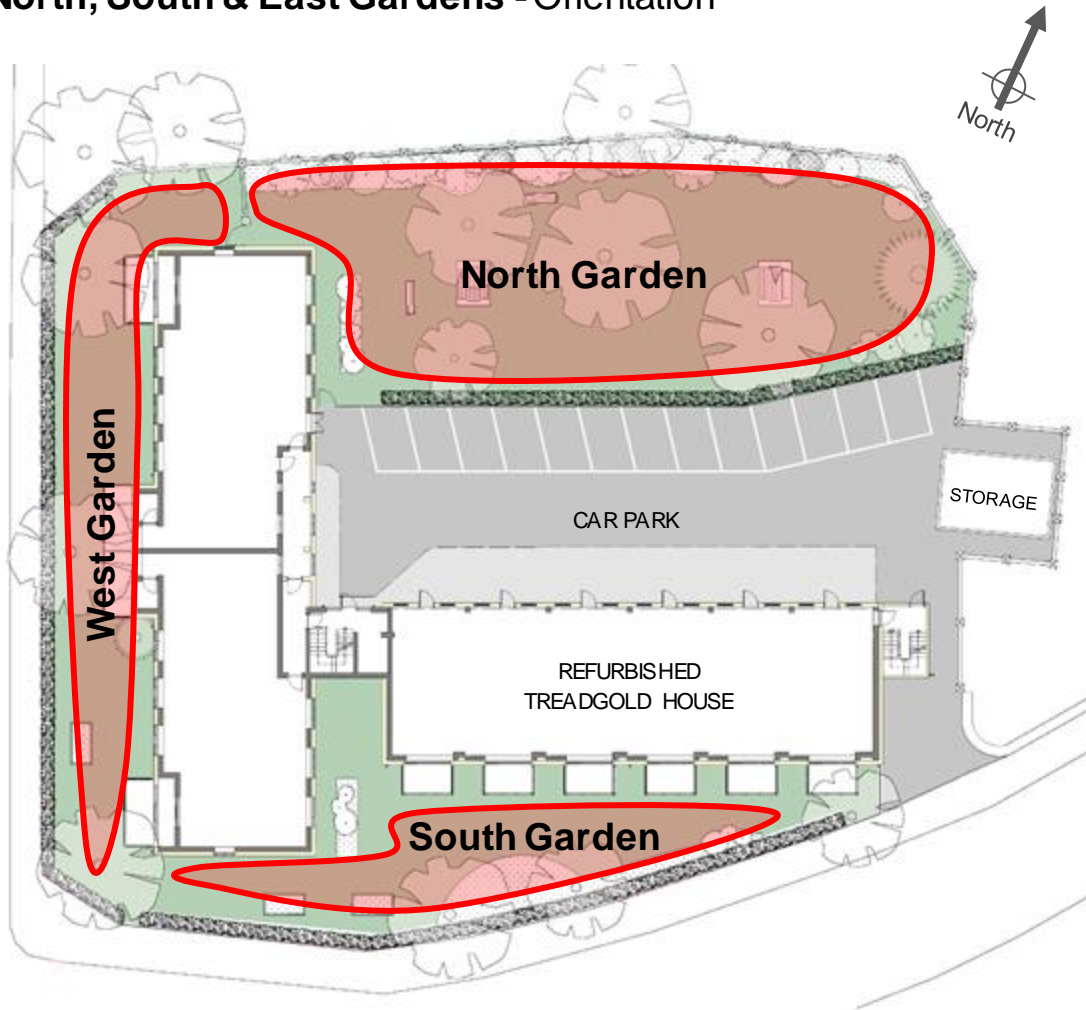 North, South & East Gardens - Orientation
North
North Garden
West Garden
STORAGE
CAR PARK
REFURBISHED
TREADGOLD HOUSE
South Garden